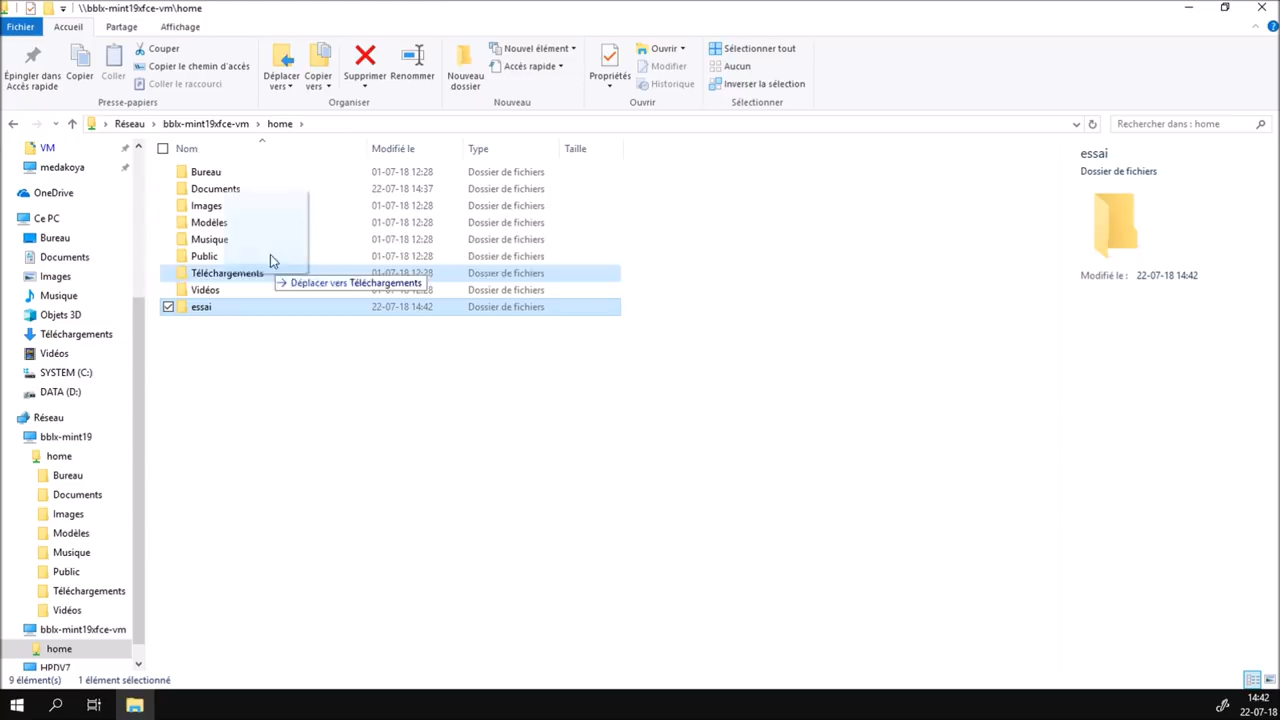 \\bblx-mint19xfce-vm\home
Fichier Accueil Partage Affichage
Épingler dans Accès rapide
Copier
Coller
Couper
Copier le chemin d'accès
Coller le raccourci
Déplacer vers
Copier vers
Supprimer
Renommer
Nouveau dossier
Nouvel élément
Accès rapide
Propriétés
Ouvrir
Modifier
Historique
Sélectionner tout
Aucun
Inverser la sélection
Presse-papiers Organiser Nouveau Ouvrir Sélectionner
Réseau > bblx-mint19xfce-vm > home >
Rechercher dans : home
VM
medakoya
OneDrive
Ce PC
Bureau
Documents
Images
Musique
Objets 3D
Téléchargements
Vidéos
SYSTEM (C:)
DATA (D:)
Réseau
bblx-mint19
home
Bureau
Documents
Images
Modèles
Musique
Public
Téléchargements
Vidéos
bblx-mint19xfce-vm
home
HPDV7
Nom Modifié le Type Taille
Bureau 01-07-18 12:28 Dossier de fichiers
Documents 22-07-18 14:37 Dossier de fichiers
Images 01-07-18 12:28 Dossier de fichiers
Modèles 01-07-18 12:28 Dossier de fichiers
Musique 01-07-18 12:28 Dossier de fichiers
Public 01-07-18 12:28 Dossier de fichiers
Téléchargements 01-07-18 12:28 Dossier de fichiers
Déplacer vers Téléchargements
Vidéos 01-07-18 12:28 Dossier de fichiers
essai 22-07-18 14:42 Dossier de fichiers
essai
Dossier de fichiers
Modifié le : 22-07-18 14:42
9 élément(s) 1 élément sélectionné
14:42
22-07-18